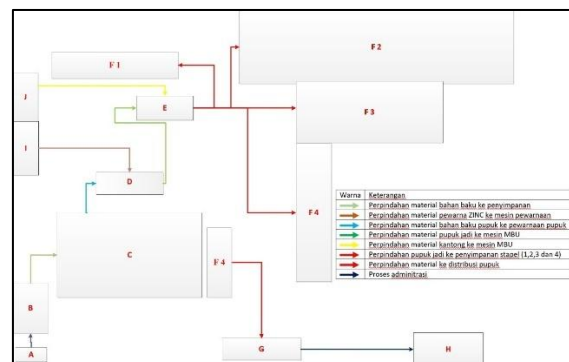 F 2
F 1
J
E
F 3
I
D
F 4
C
F 4
B
A
G
H
Warna Keterangan
Perpindahan material bahan baku ke penyimpanan
Perpindahan material pewarna ZINC ke mesin pewarnaan
Perpindahan material bahan baku pupuk ke pewarnaan pupuk
Perpindahan material pupuk jadi ke mesin MBU
Perpindahan material kantong ke mesin MBU
Perpindahan pupuk jadi ke penyimpanan stapel (1,2,3 dan 4)
Perpindahan material ke distribusi pupuk
Proses adminitrasi